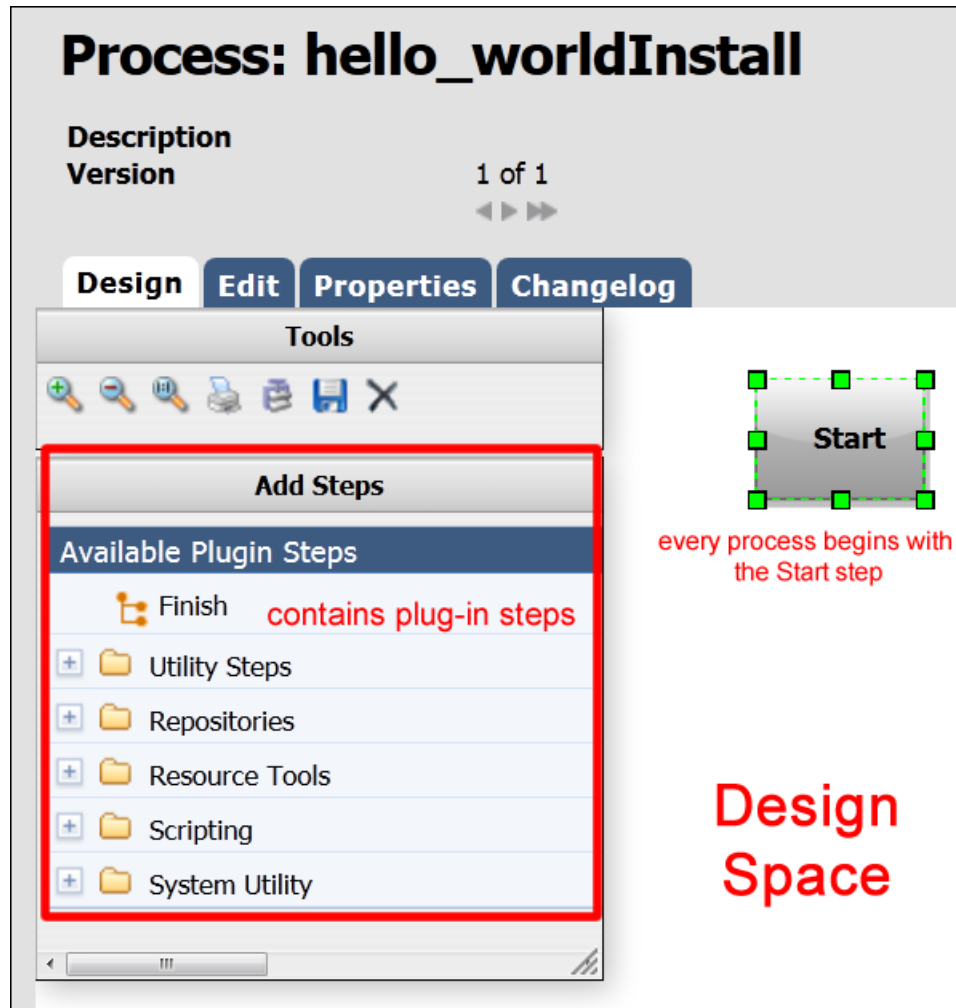 Process: hello_worldInstall
Description
Version 1 of 1
Design Edit Properties Changelog
Tools
Start
Add Steps
Available Plugin Steps
every process begins with
the Start step
Finish contains plug-in steps
Utility Steps
Repositories
Resource Tools
Scripting
System Utility
Design
Space